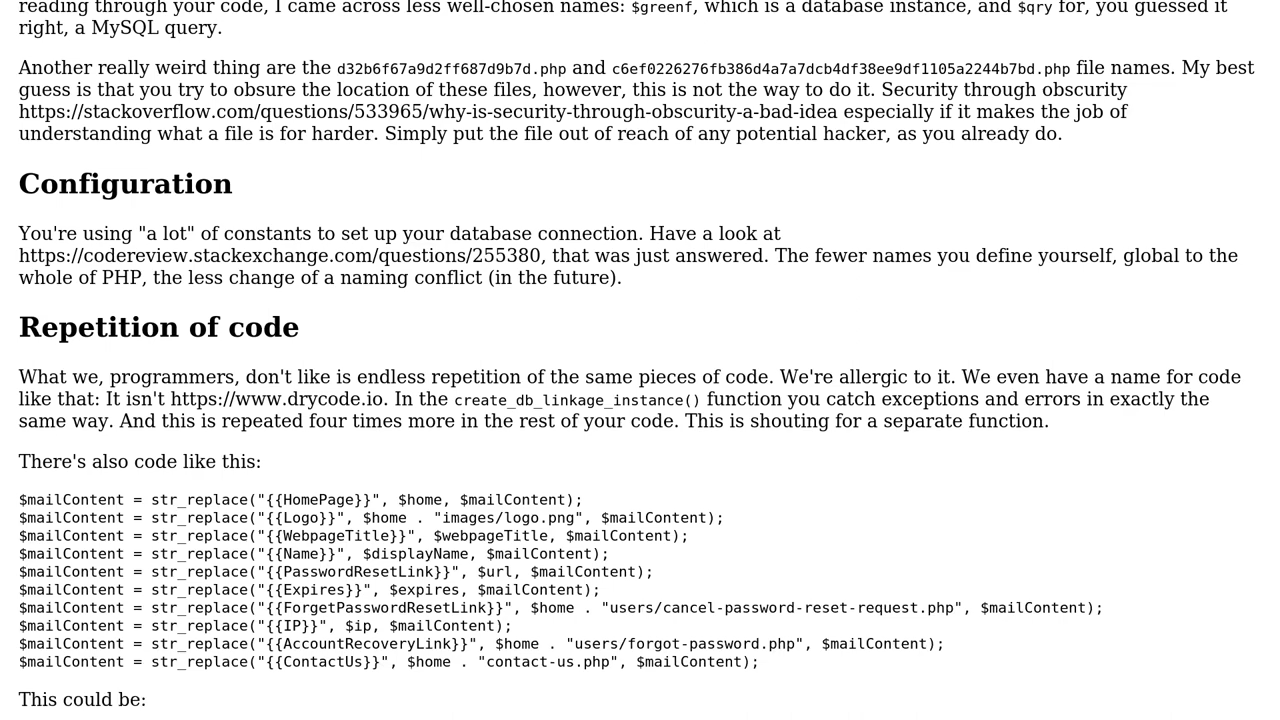 reading through your code, I came across less well-chosen names: $greenf, which is a database instance, and $qry for, you guessed it
right, a MySQL query.
Another really weird thing are the d32b6f67a9d2ff687d9b7d.php and c6ef0226276fb386d4a7a7dcb4df38ee9df1105a2244b7bd.php file names. My best
guess is that you try to obsure the location of these files, however, this is not the way to do it. Security through obscurity
https://stackoverflow.com/questions/533965/why-is-security-through-obscurity-a-bad-idea especially if it makes the job of
understanding what a file is for harder. Simply put the file out of reach of any potential hacker, as you already do.
Configuration
You're using "a lot" of constants to set up your database connection. Have a look at
https://codereview.stackexchange.com/questions/255380, that was just answered. The fewer names you define yourself, global to the
whole of PHP, the less change of a naming conflict (in the future).
Repetition of code
What we, programmers, don't like is endless repetition of the same pieces of code. We're allergic to it. We even have a name for code
like that: It isn't https://www.drycode.io. In the create_db_linkage_instance() function you catch exceptions and errors in exactly the
same way. And this is repeated four times more in the rest of your code. This is shouting for a separate function.
There's also code like this:
$mailContent = str_replace("{{HomePage}}", $home, $mailContent);
$mailContent = str_replace("{{Logo}}", $home . "images/logo.png", $mailContent);
$mailContent = str_replace("{{WebpageTitle}}", $webpageTitle, $mailContent);
$mailContent = str_replace("{{Name}}", $displayName, $mailContent);
$mailContent = str_replace("{{PasswordResetLink}}", $url, $mailContent);
$mailContent = str_replace("{{Expires}}", $expires, $mailContent);
$mailContent = str_replace("{{ForgetPasswordResetLink}}", $home . "users/cancel-password-reset-request.php", $mailContent);
$mailContent = str_replace("{{IP}}", $ip, $mailContent);
$mailContent = str_replace("{{AccountRecoveryLink}}", $home . "users/forgot-password.php", $mailContent);
$mailContent = str_replace("{{ContactUs}}", $home . "contact-us.php", $mailContent);
This could be: